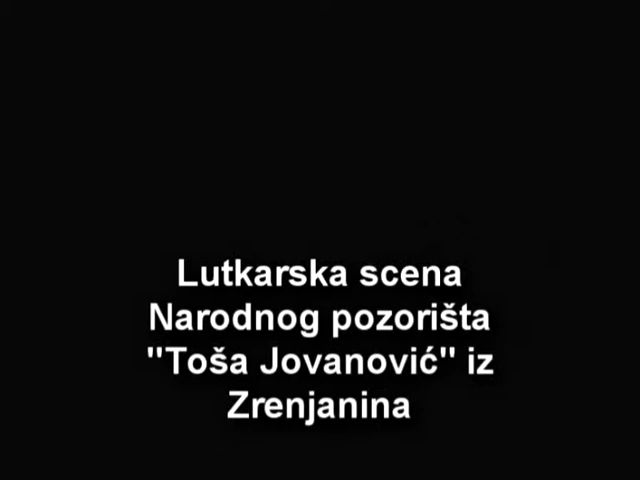 Lutkarska scena
Narodnog pozorišta
"Toša Jovanović" iz
Zrenjanina